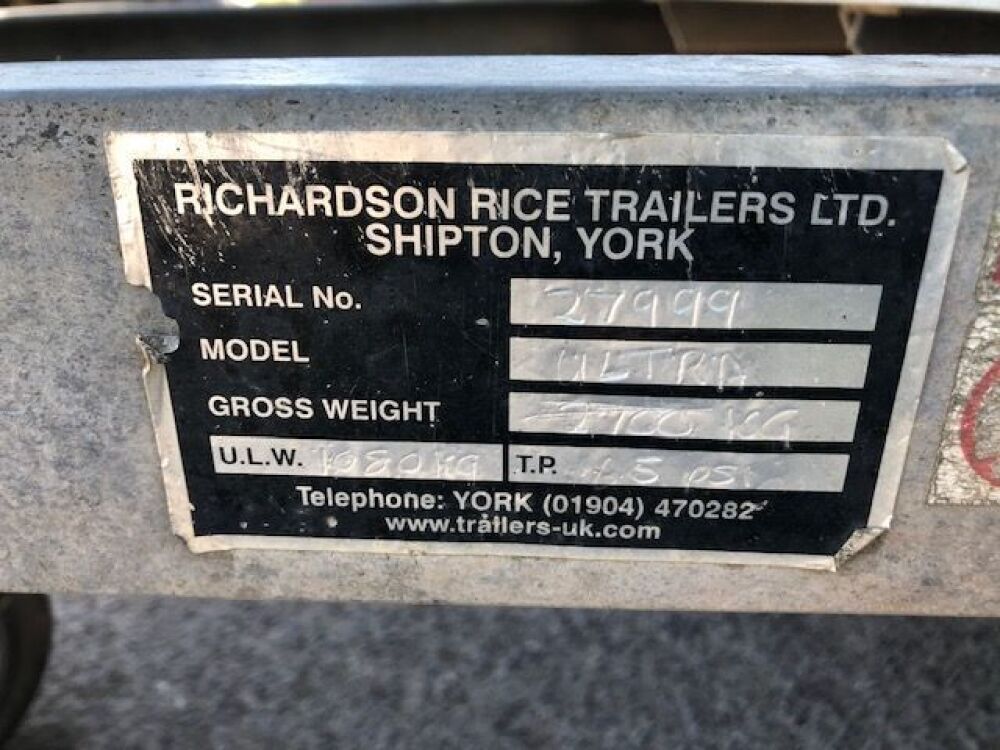 RICHARDSON RICE TRAILERS LTD.
SHIPTON, YORK
SERIAL No. 27999
MODEL ULTRA
GROSS WEIGHT KG
U.L.W. 1080 KG T.P. psi
Telephone: YORK (01904) 470282
www.trailers-uk.com